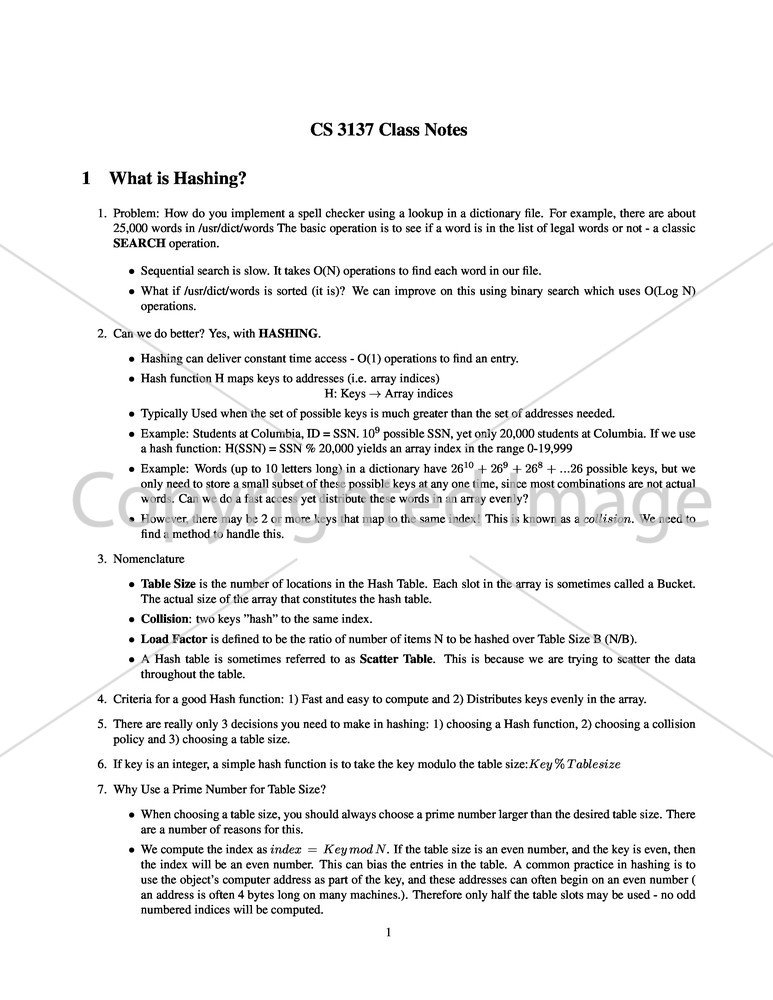 CS 3137 Class Notes
1 What is Hashing?
1. Problem: How do you implement a spell checker using a lookup in a dictionary file. For example, there are about
25,000 words in /usr/dict/words The basic operation is to see if a word is in the list of legal words or not - a classic
SEARCH operation.
• Sequential search is slow. It takes O(N) operations to find each word in our file.
• What if /usr/dict/words is sorted (it is)? We can improve on this using binary search which uses O(Log N)
operations.
2. Can we do better? Yes, with HASHING.
• Hashing can deliver constant time access - O(1) operations to find an entry.
• Hash function H maps keys to addresses (i.e. array indices)
H: Keys → Array indices
• Typically Used when the set of possible keys is much greater than the set of addresses needed.
• Example: Students at Columbia, ID = SSN. 10⁹ possible SSN, yet only 20,000 students at Columbia. If we use
a hash function: H(SSN) = SSN % 20,000 yields an array index in the range 0-19,999
• Example: Words (up to 10 letters long) in a dictionary have 26¹⁰ + 26⁹ + 26⁸ + ...26 possible keys, but we
only need to store a small subset of these possible keys at any one time, since most combinations are not actual
words. Can we do a fast access yet distribute these words in an array evenly?
• However, there may be 2 or more keys that map to the same index! This is known as a collision. We need to
find a method to handle this.
Copyrighted Image
3. Nomenclature
• Table Size is the number of locations in the Hash Table. Each slot in the array is sometimes called a Bucket.
The actual size of the array that constitutes the hash table.
• Collision: two keys "hash" to the same index.
• Load Factor is defined to be the ratio of number of items N to be hashed over Table Size B (N/B).
• A Hash table is sometimes referred to as Scatter Table. This is because we are trying to scatter the data
throughout the table.
4. Criteria for a good Hash function: 1) Fast and easy to compute and 2) Distributes keys evenly in the array.
5. There are really only 3 decisions you need to make in hashing: 1) choosing a Hash function, 2) choosing a collision
policy and 3) choosing a table size.
6. If key is an integer, a simple hash function is to take the key modulo the table size:Key%Tablesize
7. Why Use a Prime Number for Table Size?
• When choosing a table size, you should always choose a prime number larger than the desired table size. There
are a number of reasons for this.
• We compute the index as index = Key mod N. If the table size is an even number, and the key is even, then
the index will be an even number. This can bias the entries in the table. A common practice in hashing is to
use the object's computer address as part of the key, and these addresses can often begin on an even number (
an address is often 4 bytes long on many machines.). Therefore only half the table slots may be used - no odd
numbered indices will be computed.
1